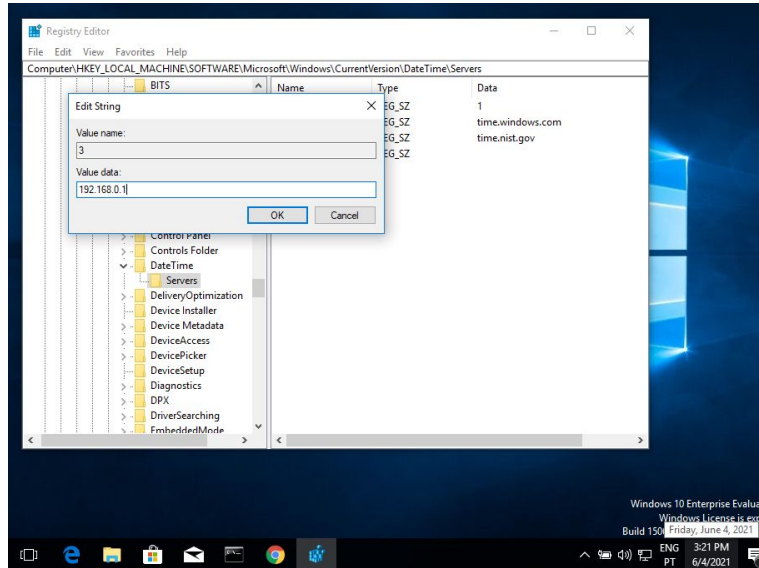 Registry Editor
File Edit View Favorites Help
Computer\HKEY_LOCAL_MACHINE\SOFTWARE\Microsoft\Windows\CurrentVersion\DateTime\Servers
BITS
Name Type Data
EG_SZ 1
EG_SZ time.windows.com
EG_SZ time.nist.gov
EG_SZ
Edit String
Value name:
3
Value data:
192.168.0.1
OK Cancel
Control Panel
Controls Folder
DateTime
Servers
DeliveryOptimization
Device Installer
Device Metadata
DeviceAccess
DevicePicker
DeviceSetup
Diagnostics
DPX
DriverSearching
EmbeddedMode
Windows 10 Enterprise Evalua
Windows License is exp
Build 150
Friday, June 4, 2021
ENG 3:21 PM
PT 6/4/2021